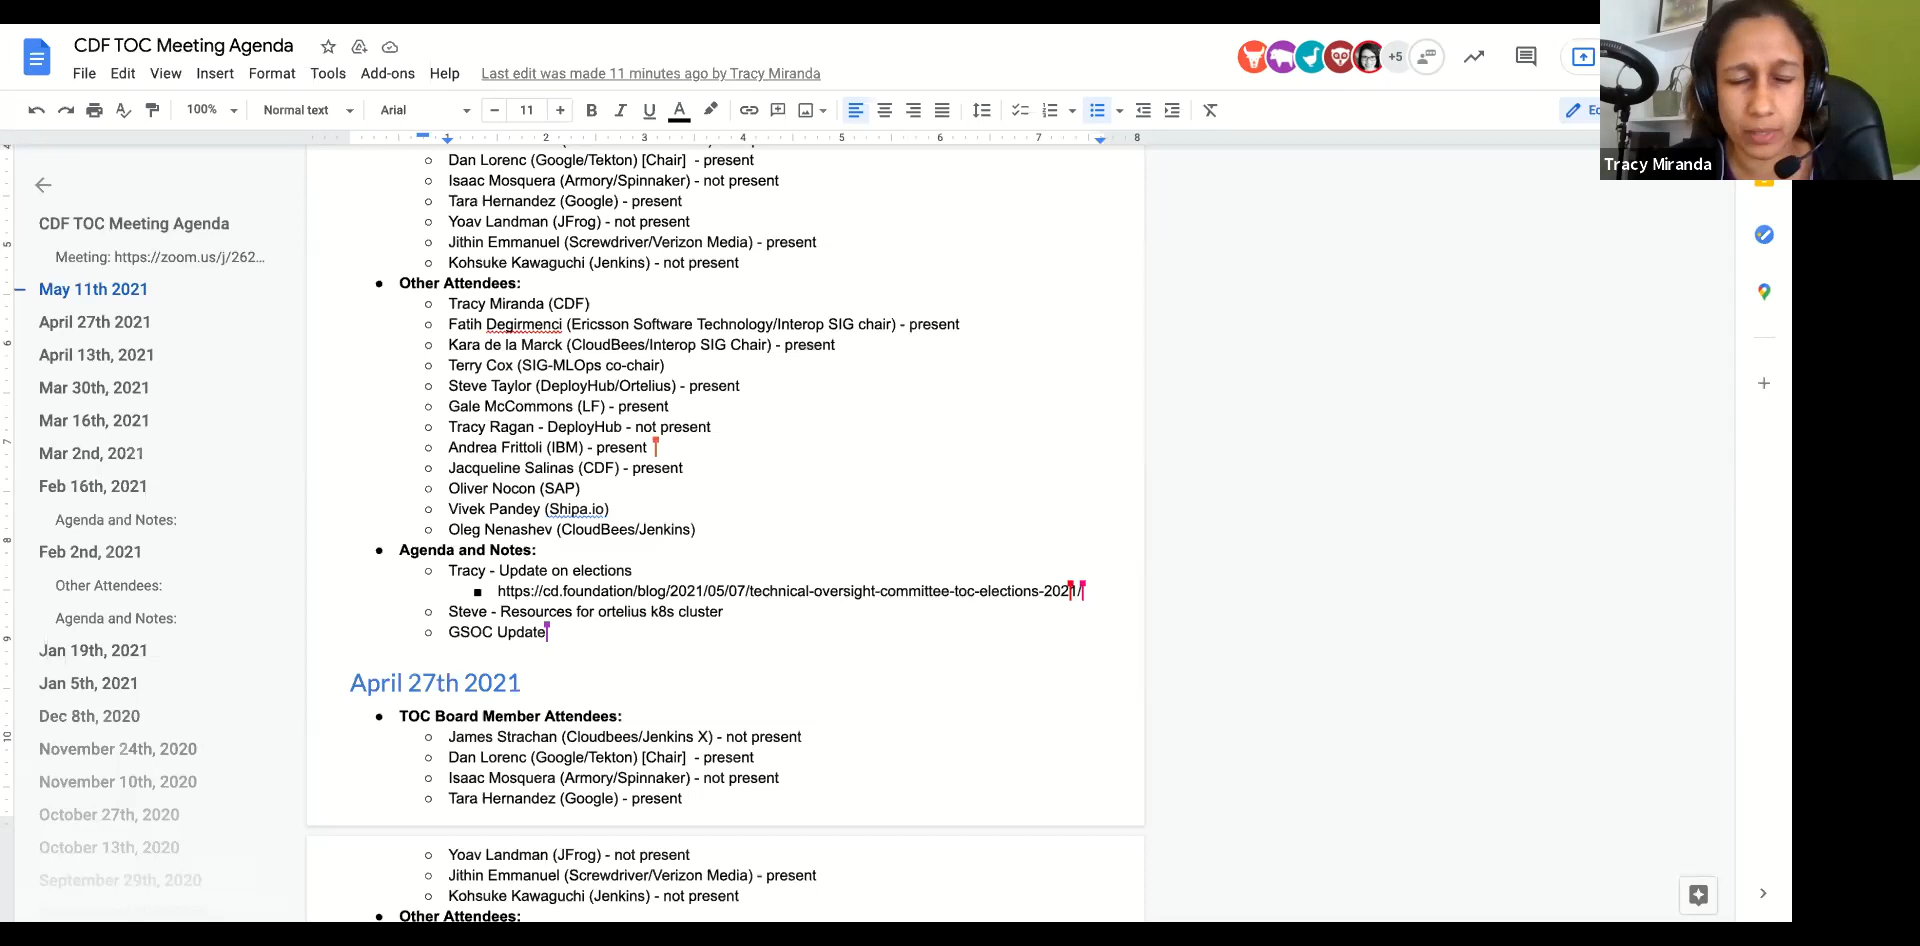 CDF TOC Meeting Agenda
File Edit View Insert Format Tools Add-ons Help Last edit was made 11 minutes ago by Tracy Miranda
+5
100% Normal text Arial 11
Tracy Miranda
1 2 3 4 5 6 7 8
CDF TOC Meeting Agenda
Meeting: https://zoom.us/j/262...
May 11th 2021
April 27th 2021
April 13th, 2021
Mar 30th, 2021
Mar 16th, 2021
Mar 2nd, 2021
Feb 16th, 2021
Agenda and Notes:
Feb 2nd, 2021
Other Attendees:
Agenda and Notes:
Jan 19th, 2021
Jan 5th, 2021
Dec 8th, 2020
November 24th, 2020
November 10th, 2020
October 27th, 2020
October 13th, 2020
September 29th, 2020
Dan Lorenc (Google/Tekton) [Chair] - present
Isaac Mosquera (Armory/Spinnaker) - not present
Tara Hernandez (Google) - present
Yoav Landman (JFrog) - not present
Jithin Emmanuel (Screwdriver/Verizon Media) - present
Kohsuke Kawaguchi (Jenkins) - not present
Other Attendees:
Tracy Miranda (CDF)
Fatih Degirmenci (Ericsson Software Technology/Interop SIG chair) - present
Kara de la Marck (CloudBees/Interop SIG Chair) - present
Terry Cox (SIG-MLOps co-chair)
Steve Taylor (DeployHub/Ortelius) - present
Gale McCommons (LF) - present
Tracy Ragan - DeployHub - not present
Andrea Frittoli (IBM) - present
Jacqueline Salinas (CDF) - present
Oliver Nocon (SAP)
Vivek Pandey (Shipa.io)
Oleg Nenashev (CloudBees/Jenkins)
Agenda and Notes:
Tracy - Update on elections
https://cd.foundation/blog/2021/05/07/technical-oversight-committee-toc-elections-2021/
Steve - Resources for ortelius k8s cluster
GSOC Update
April 27th 2021
TOC Board Member Attendees:
James Strachan (Cloudbees/Jenkins X) - not present
Dan Lorenc (Google/Tekton) [Chair] - present
Isaac Mosquera (Armory/Spinnaker) - not present
Tara Hernandez (Google) - present
Yoav Landman (JFrog) - not present
Jithin Emmanuel (Screwdriver/Verizon Media) - present
Kohsuke Kawaguchi (Jenkins) - not present
Other Attendees: